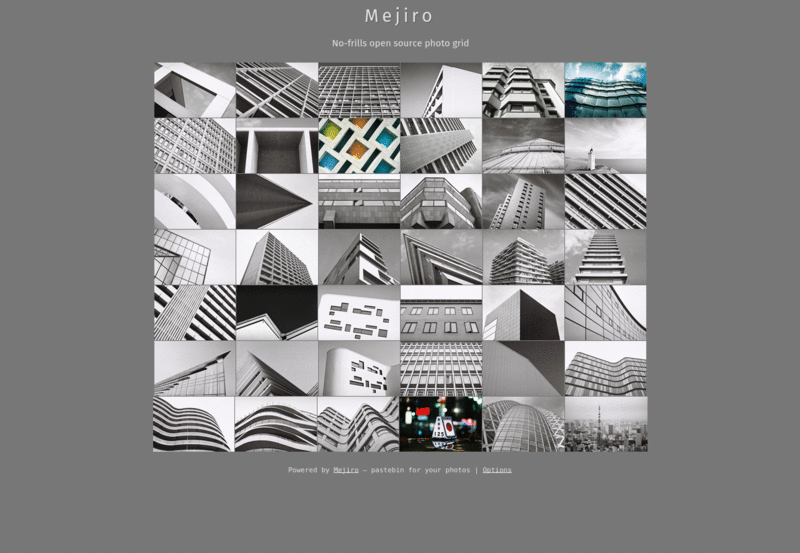 Mejiro
No-frills open source photo grid
Powered by Mejiro — pastebin for your photos | Options